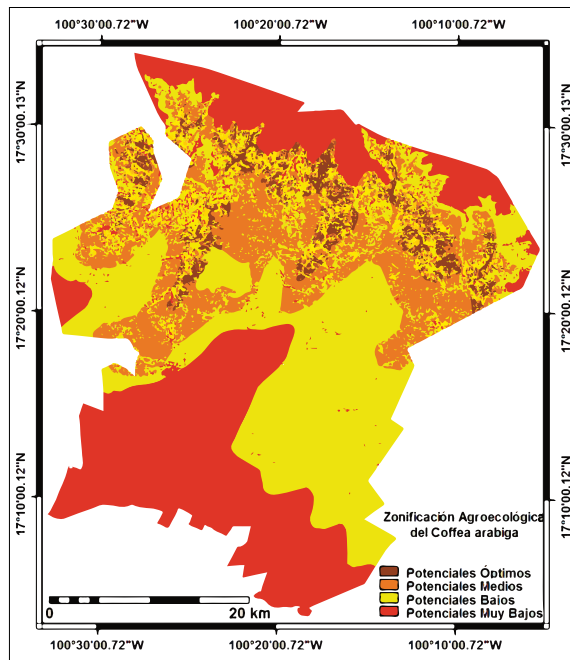 100°30'00.72"W 100°20'00.72"W 100°10'00.72"W
17°30'00.13"N 17°30'00.13"N
17°20'00.12"N 17°20'00.12"N
17°10'00.12"N 17°10'00.12"N
Zonificación Agroecológica
del Coffea arabiga
Potenciales Óptimos
Potenciales Medios
Potenciales Bajos
Potenciales Muy Bajos
0 20 km
100°30'00.72"W 100°20'00.72"W 100°10'00.72"W